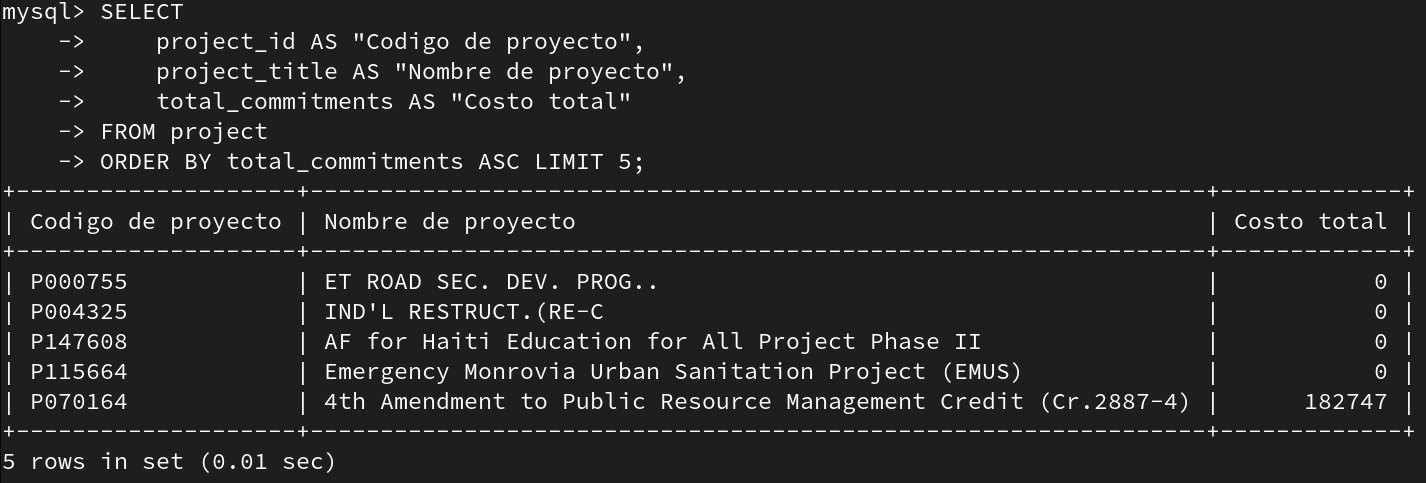 mysql> SELECT
    ->     project_id AS "Codigo de proyecto",
    ->     project_title AS "Nombre de proyecto",
    ->     total_commitments AS "Costo total"
    -> FROM project
    -> ORDER BY total_commitments ASC LIMIT 5;
+--------------------+----------------------------------------------------------------+-------------+
| Codigo de proyecto | Nombre de proyecto                                             | Costo total |
+--------------------+----------------------------------------------------------------+-------------+
| P000755            | ET ROAD SEC. DEV. PROG..                                       |           0 |
| P004325            | IND'L RESTRUCT.(RE-C                                           |           0 |
| P147608            | AF for Haiti Education for All Project Phase II                |           0 |
| P115664            | Emergency Monrovia Urban Sanitation Project (EMUS)             |           0 |
| P070164            | 4th Amendment to Public Resource Management Credit (Cr.2887-4) |      182747 |
+--------------------+----------------------------------------------------------------+-------------+
5 rows in set (0.01 sec)